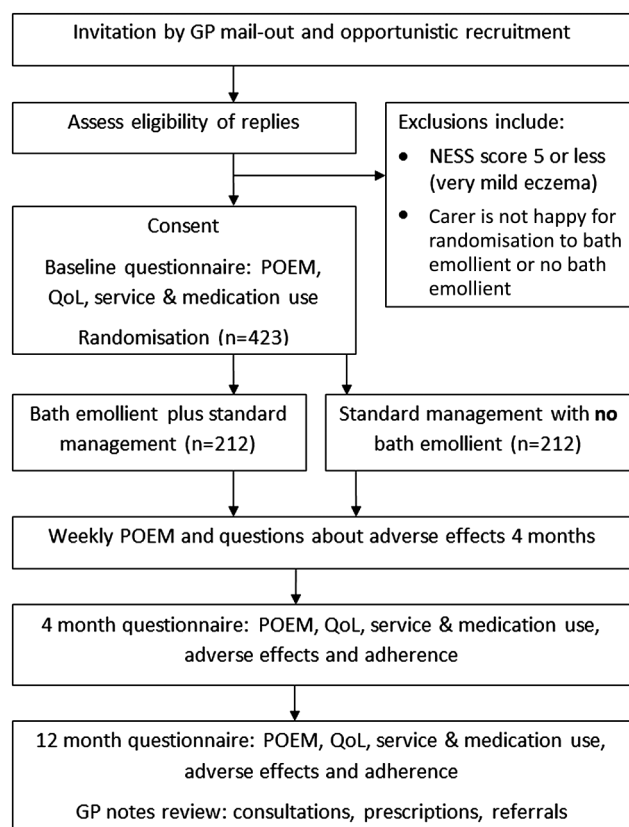 Invitation by GP mail-out and opportunistic recruitment
Assess eligibility of replies
Exclusions include:
• NESS score 5 or less
(very mild eczema)
• Carer is not happy for
randomisation to bath
emollient or no bath
emollient
Consent
Baseline questionnaire: POEM,
QoL, service & medication use
Randomisation (n=423)
Bath emollient plus standard
management (n=212)
Standard management with no
bath emollient (n=212)
Weekly POEM and questions about adverse effects 4 months
4 month questionnaire: POEM, QoL, service & medication use,
adverse effects and adherence
12 month questionnaire: POEM, QoL, service & medication use,
adverse effects and adherence
GP notes review: consultations, prescriptions, referrals